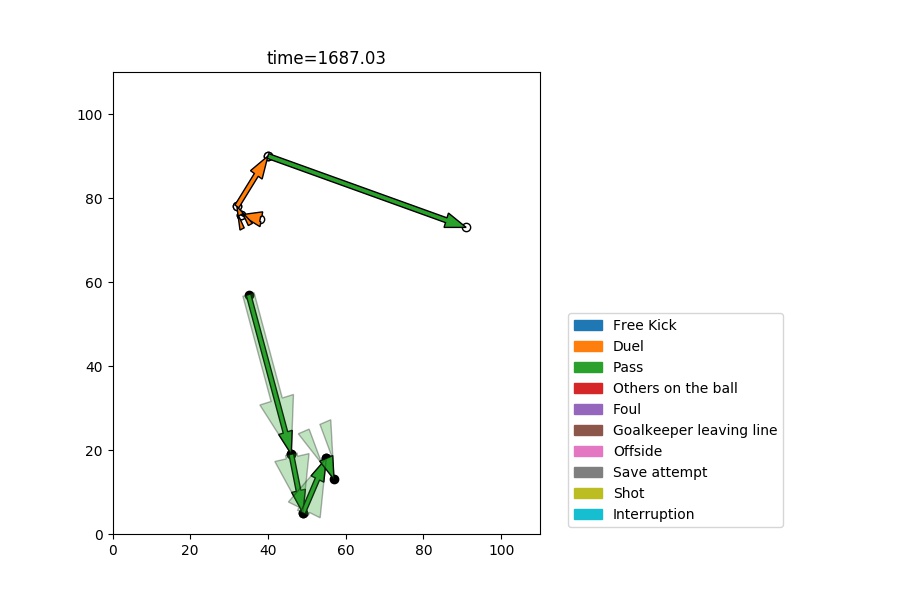 time=1687.03
100
80
60
40
20
0
0 20 40 60 80 100
Free Kick
Duel
Pass
Others on the ball
Foul
Goalkeeper leaving line
Offside
Save attempt
Shot
Interruption